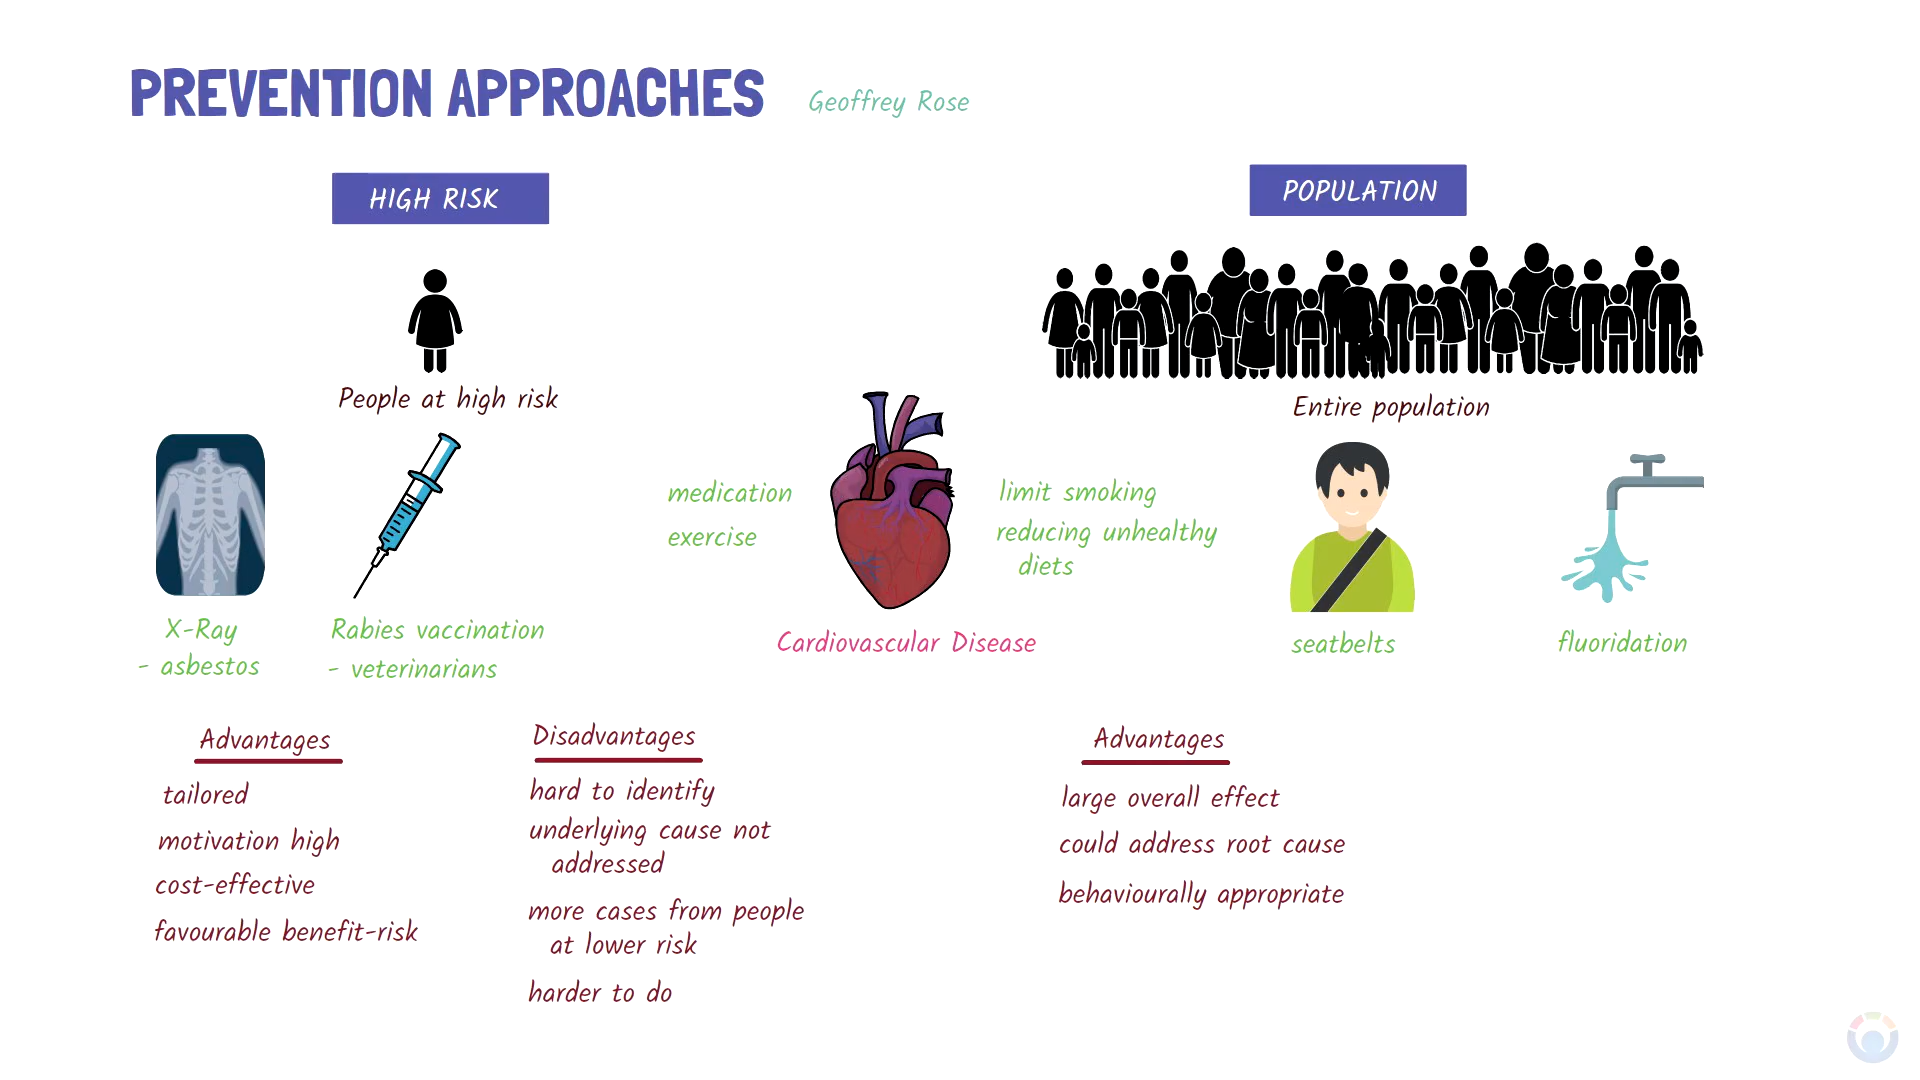 PREVENTION APPROACHES
Geoffrey Rose
HIGH RISK
POPULATION
People at high risk
Entire population
medication
exercise
limit smoking
reducing unhealthy
diets
X-Ray
- asbestos
Rabies vaccination
- veterinarians
Cardiovascular Disease
seatbelts
fluoridation
Advantages
tailored
motivation high
cost-effective
favourable benefit-risk
Disadvantages
hard to identify
underlying cause not
addressed
more cases from people
at lower risk
harder to do
Advantages
large overall effect
could address root cause
behaviourally appropriate